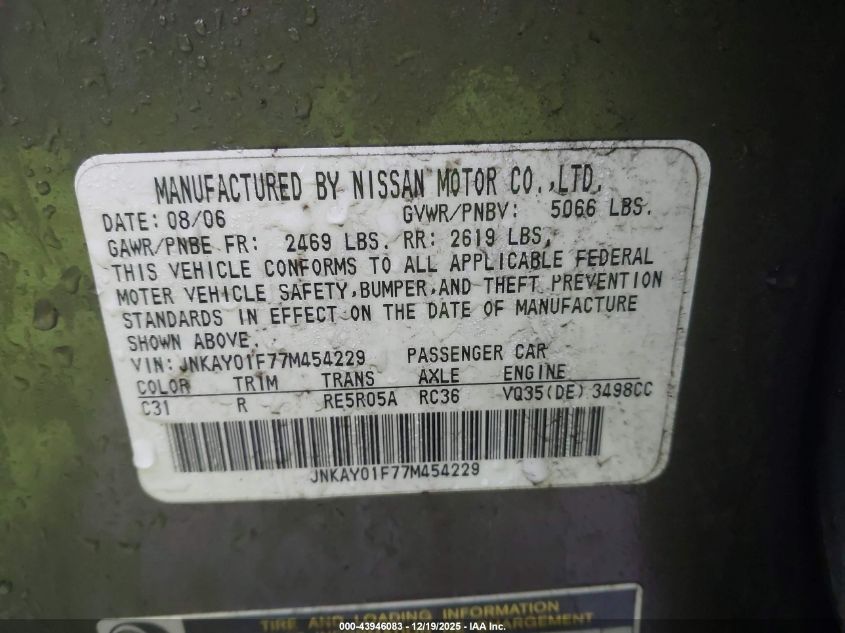 MANUFACTURED BY NISSAN MOTOR CO.,LTD.
DATE: 08/06 GVWR/PNBV: 5066 LBS.
GAWR/PNBE FR: 2469 LBS. RR: 2619 LBS.
THIS VEHICLE CONFORMS TO ALL APPLICABLE FEDERAL
MOTER VEHICLE SAFETY,BUMPER,AND THEFT PREVENTION
STANDARDS IN EFFECT ON THE DATE OF MANUFACTURE
SHOWN ABOVE.
VIN: JNKAY01F77M454229 PASSENGER CAR
COLOR TRIM TRANS AXLE ENGINE
C31 R RE5R05A RC36 VQ35(DE) 3498CC
JNKAY01F77M454229
TIRE AND LOADING INFORMATION
000-43946083 - 12/19/2025 - IAA Inc.